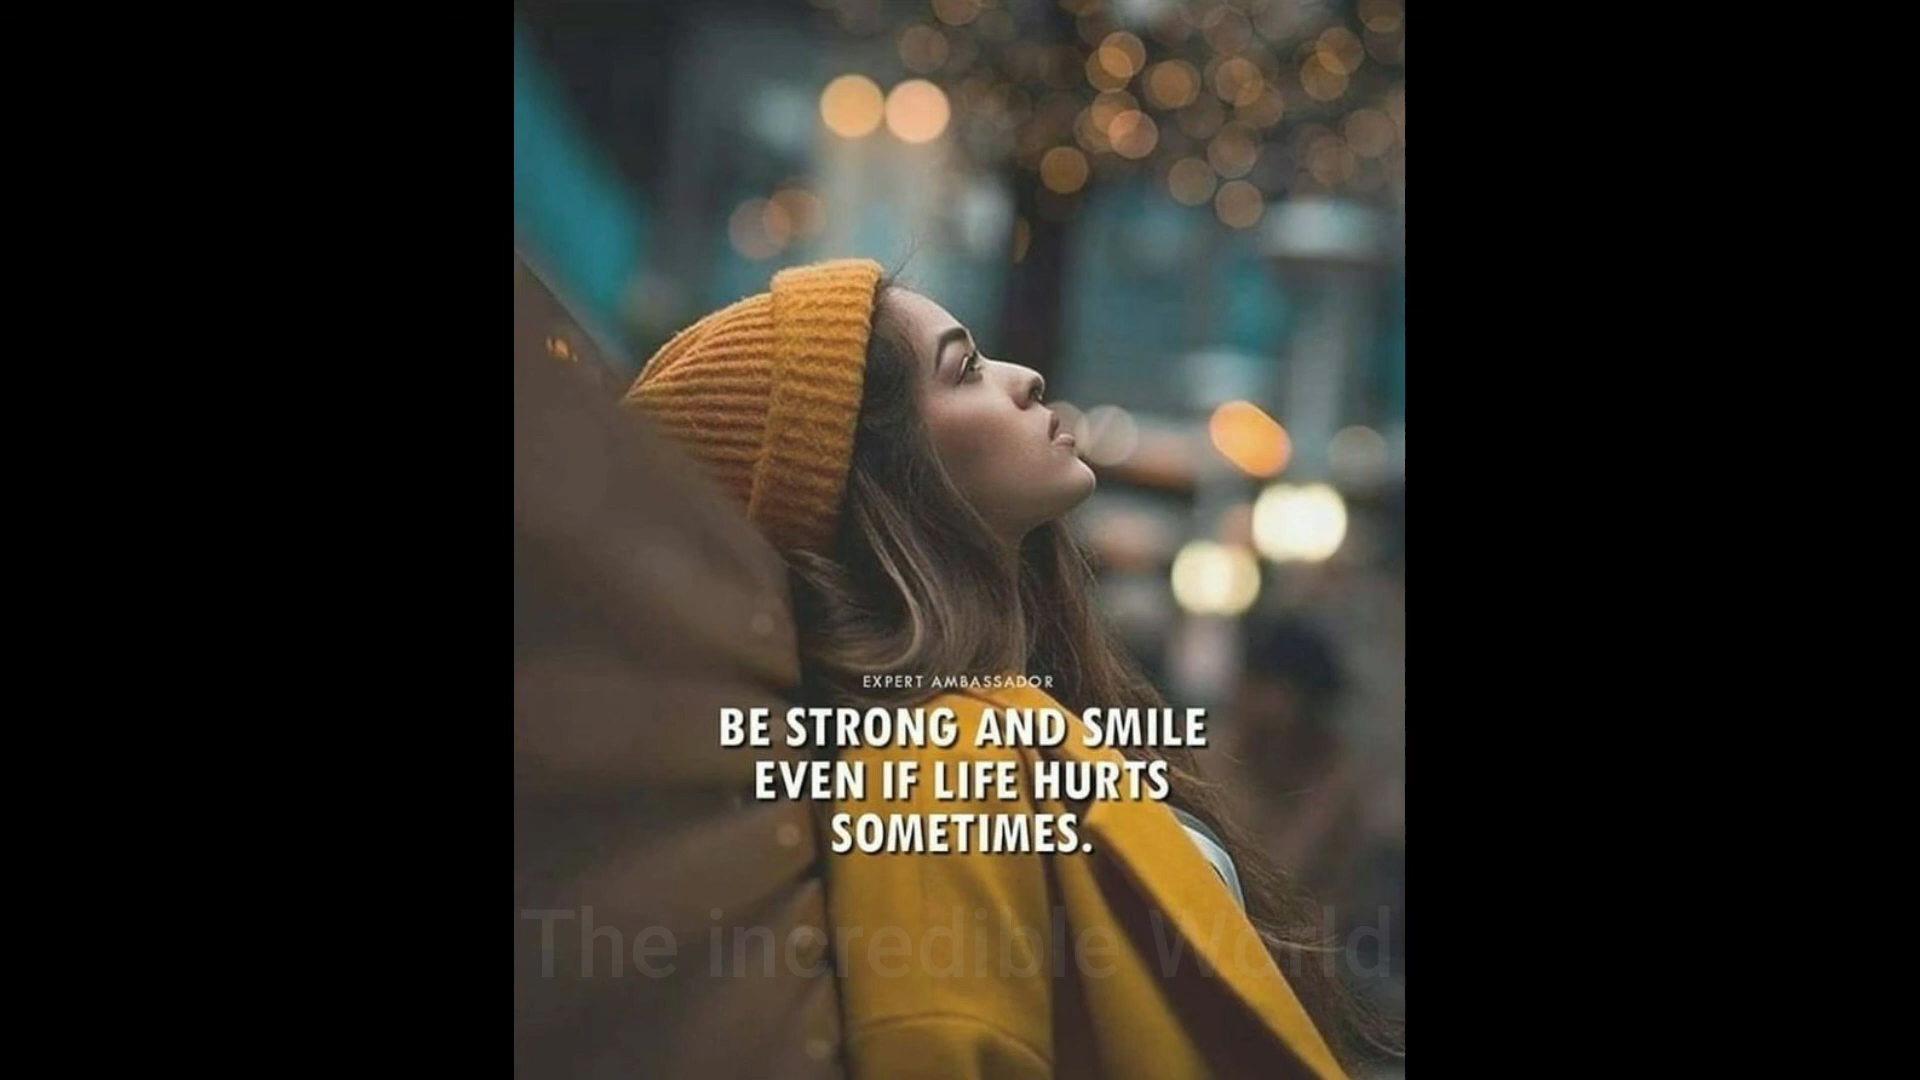 EXPERT AMBASSADOR
BE STRONG AND SMILE
EVEN IF LIFE HURTS
SOMETIMES.
The incredible World